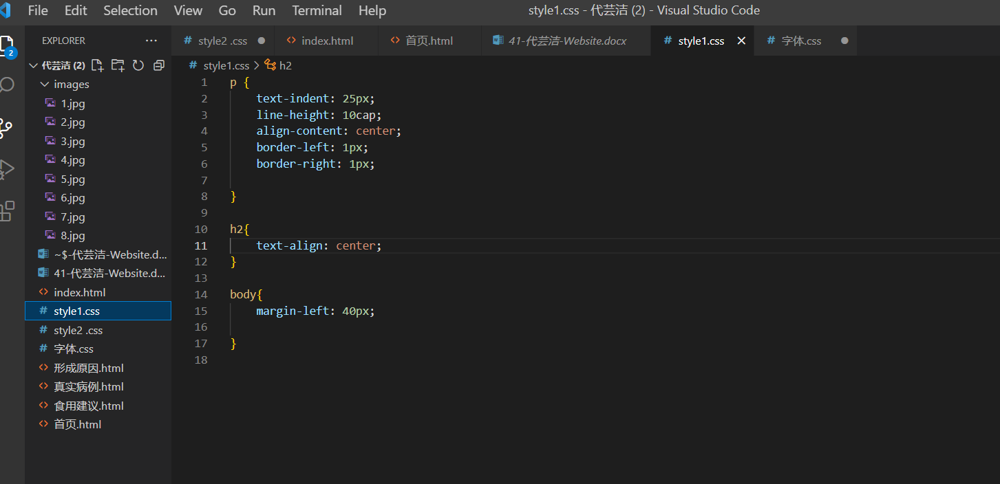 File Edit Selection View Go Run Terminal Help style1.css - 代芸洁 (2) - Visual Studio Code
EXPLORER ··· # style2 .css ● <> index.html <> 首页.html 41-代芸洁-Website.docx # style1.css × # 字体.css ●
2
代芸洁 (2)
# style1.css > h2
images
1.jpg
2.jpg
3.jpg
4.jpg
5.jpg
6.jpg
7.jpg
8.jpg
~$-代芸洁-Website.d...
41-代芸洁-Website.d...
<> index.html
# style1.css
# style2 .css
# 字体.css
<> 形成原因.html
<> 真实病例.html
<> 食用建议.html
<> 首页.html
1 p {
2 text-indent: 25px;
3 line-height: 10cap;
4 align-content: center;
5 border-left: 1px;
6 border-right: 1px;
7
8 }
9
10 h2{
11 text-align: center;
12 }
13
14 body{
15 margin-left: 40px;
16
17 }
18